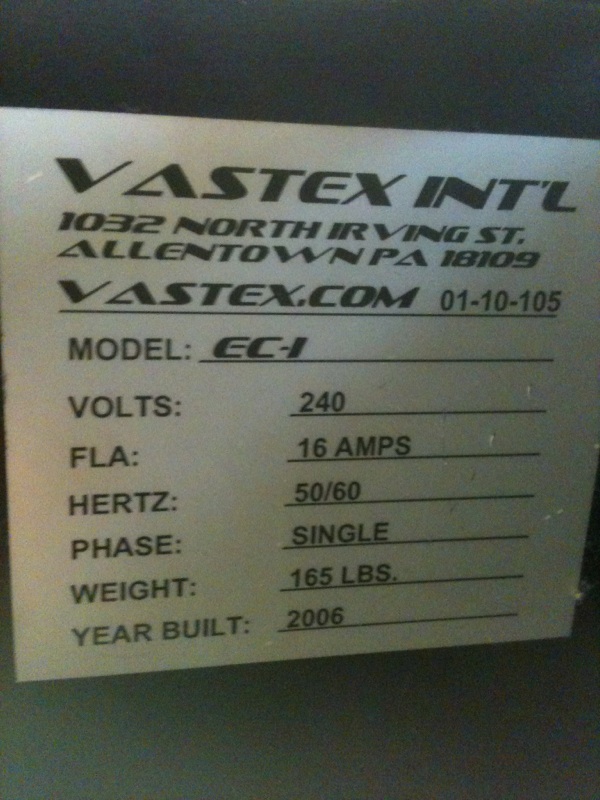 VASTEX INT'L
1032 NORTH IRVING ST.
ALLENTOWN PA 18109
VASTEX.COM 01-10-105
MODEL: EC-I
VOLTS: 240
FLA: 16 AMPS
HERTZ: 50/60
PHASE: SINGLE
WEIGHT: 165 LBS.
YEAR BUILT: 2006